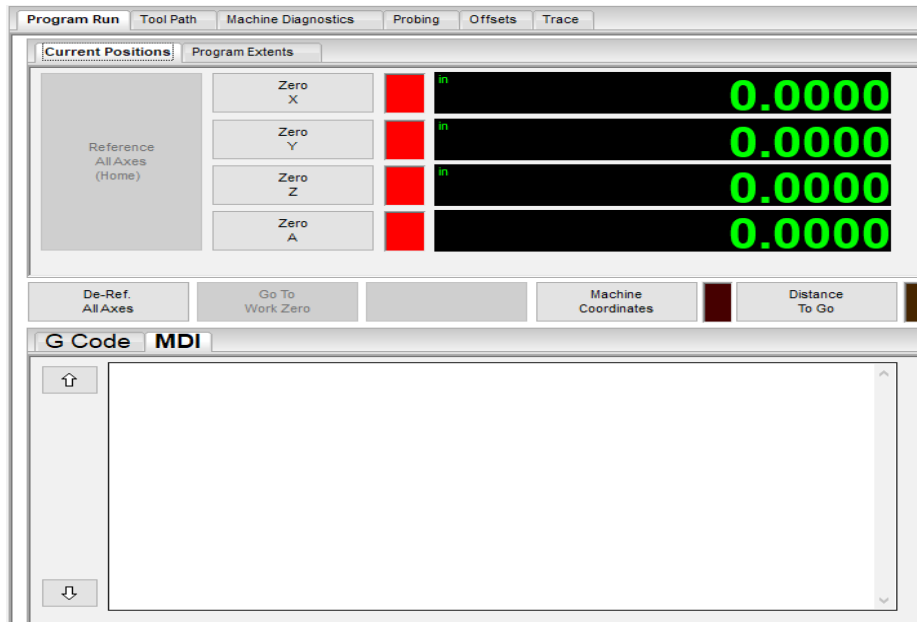 Program Run Tool Path Machine Diagnostics Probing Offsets Trace
Current Positions Program Extents
Reference
All Axes
(Home)
Zero
X
in
0.0000
Zero
Y
in
0.0000
Zero
Z
in
0.0000
Zero
A
0.0000
De-Ref.
All Axes
Go To
Work Zero
Machine
Coordinates
Distance
To Go
G Code MDI